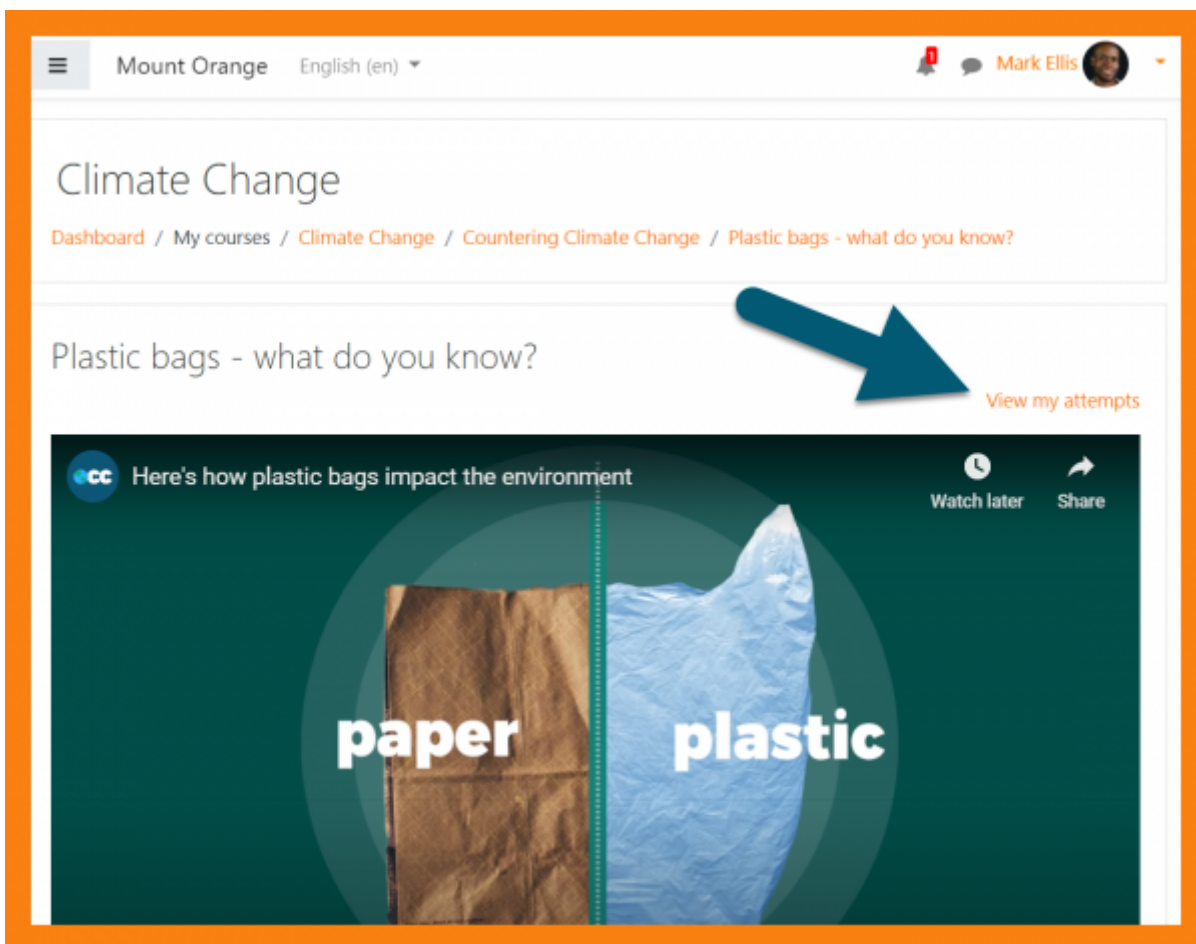 Mount Orange English (en)
1
Mark Ellis
Climate Change
Dashboard / My courses / Climate Change / Countering Climate Change / Plastic bags - what do you know?
Plastic bags - what do you know?
View my attempts
cc Here's how plastic bags impact the environment
Watch later Share
paper plastic